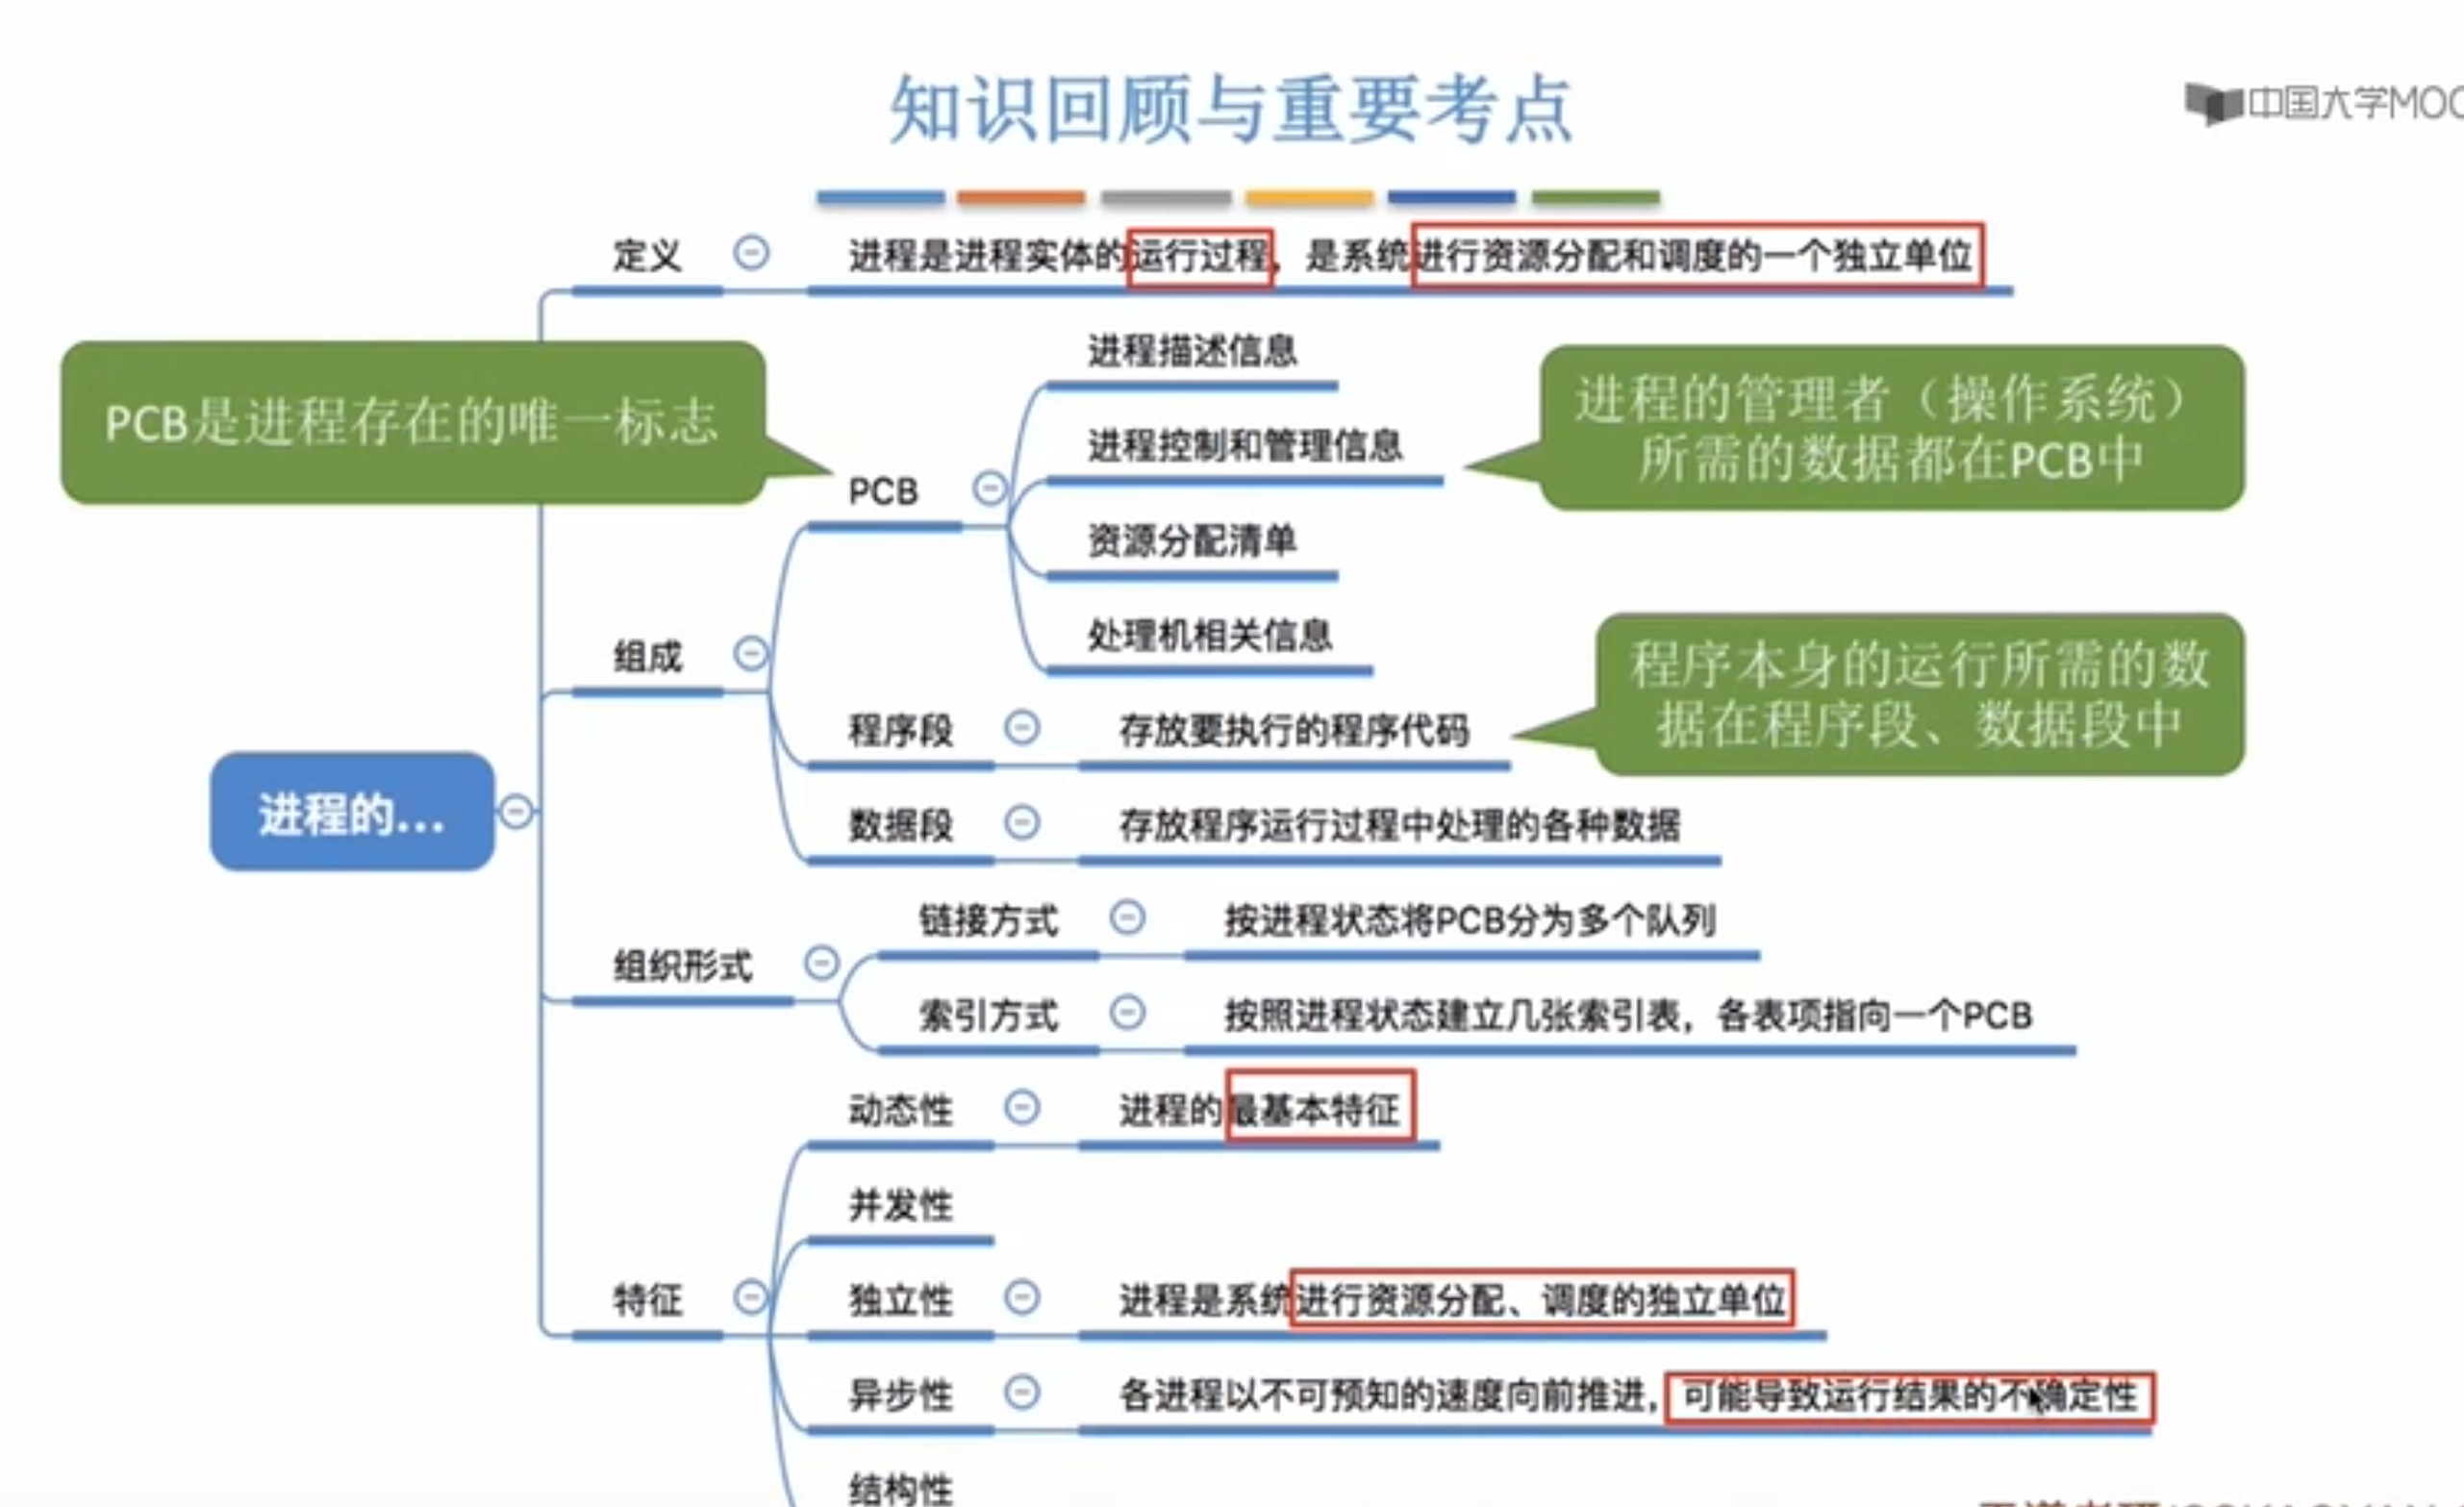 知识回顾与重要考点
中国大学MOO
定义 进程是进程实体的运行过程，是系统进行资源分配和调度的一个独立单位
PCB是进程存在的唯一标志
进程描述信息
进程控制和管理信息
进程的管理者（操作系统）
所需的数据都在PCB中
PCB
资源分配清单
处理机相关信息
组成
程序段 存放要执行的程序代码
程序本身的运行所需的数
据在程序段、数据段中
数据段 存放程序运行过程中处理的各种数据
进程的...
链接方式 按进程状态将PCB分为多个队列
组织形式
索引方式 按照进程状态建立几张索引表，各表项指向一个PCB
动态性 进程的最基本特征
并发性
特征
独立性 进程是系统进行资源分配、调度的独立单位
异步性 各进程以不可预知的速度向前推进，可能导致运行结果的不确定性
结构性